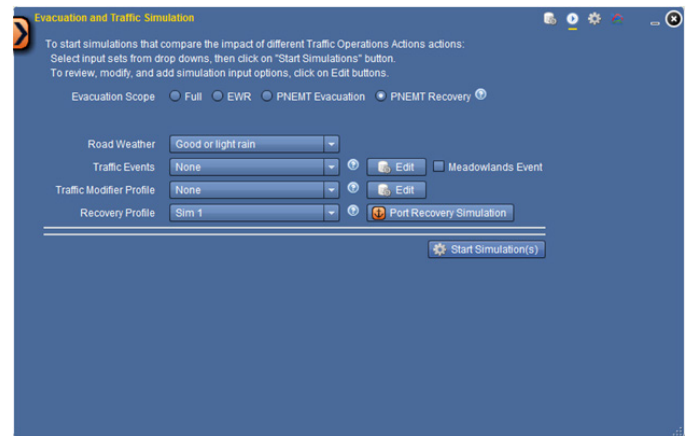 Evacuation and Traffic Simulation
To start simulations that compare the impact of different Traffic Operations Actions actions:
Select input sets from drop downs, then click on "Start Simulations" button.
To review, modify, and add simulation input options, click on Edit buttons.
Evacuation Scope Full EWR PNEMT Evacuation PNEMT Recovery ?
Road Weather Good or light rain
Traffic Events None ? Edit Meadowlands Event
Traffic Modifier Profile None ? Edit
Recovery Profile Sim 1 ? Port Recovery Simulation
Start Simulation(s)